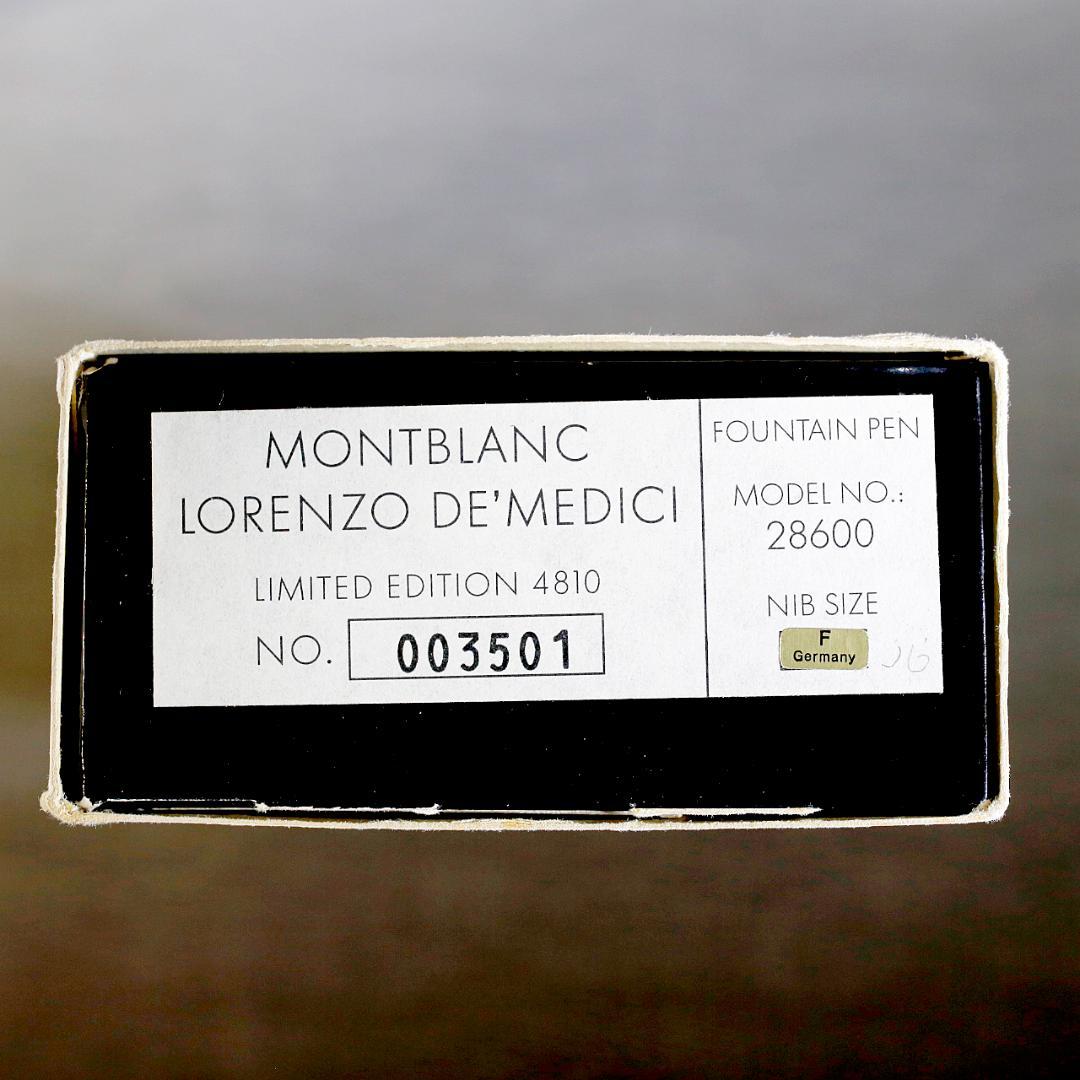 MONTBLANC
LORENZO DE'MEDICI
LIMITED EDITION 4810
NO. 003501
FOUNTAIN PEN
MODEL NO.:
28600
NIB SIZE
F
Germany